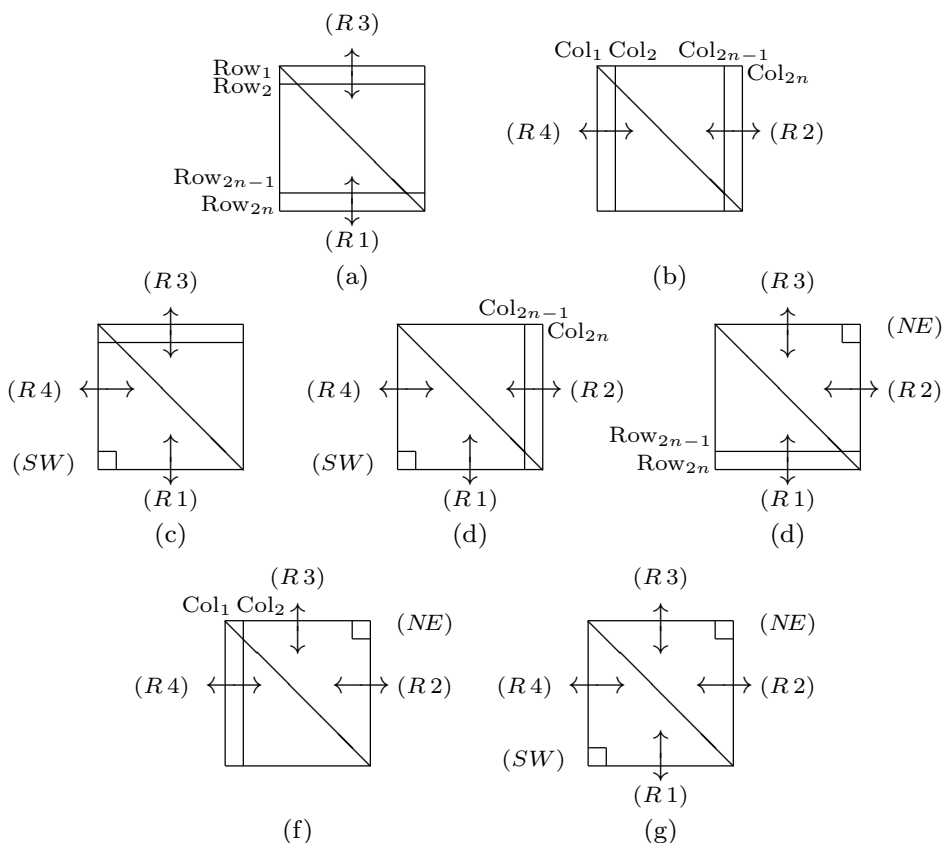 (R 3)
Row1
Row2
Row2n−1
Row2n
(R 1)
(a)
Col1 Col2 Col2n−1
Col2n
(R 4) (R 2)
(b)
(R 3)
(R 4)
(SW)
(R 1)
(c)
Col2n−1
Col2n
(R 4) (R 2)
(SW)
(R 1)
(d)
(R 3)
(NE)
(R 2)
Row2n−1
Row2n
(R 1)
(d)
(R 3)
Col1 Col2
(NE)
(R 4) (R 2)
(f)
(R 3)
(NE)
(R 4) (R 2)
(SW)
(R 1)
(g)